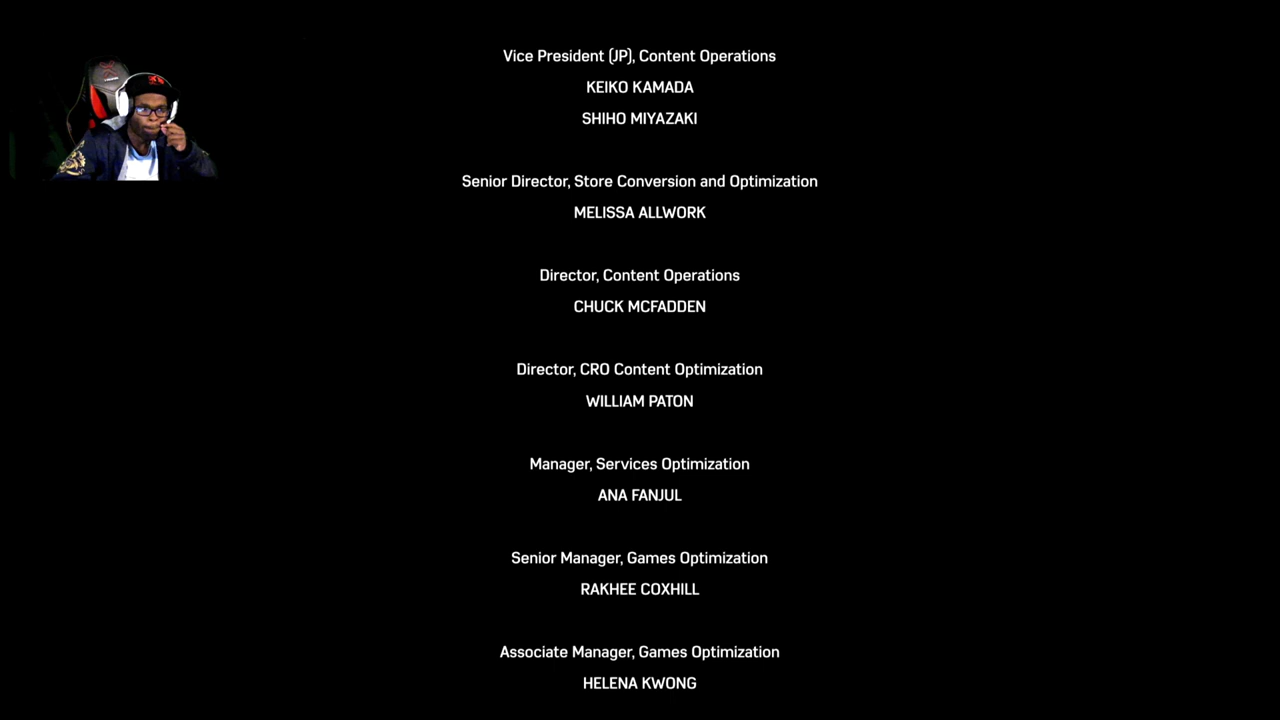 Vice President (JP), Content Operations
KEIKO KAMADA
SHIHO MIYAZAKI
Senior Director, Store Conversion and Optimization
MELISSA ALLWORK
Director, Content Operations
CHUCK MCFADDEN
Director, CRO Content Optimization
WILLIAM PATON
Manager, Services Optimization
ANA FANJUL
Senior Manager, Games Optimization
RAKHEE COXHILL
Associate Manager, Games Optimization
HELENA KWONG